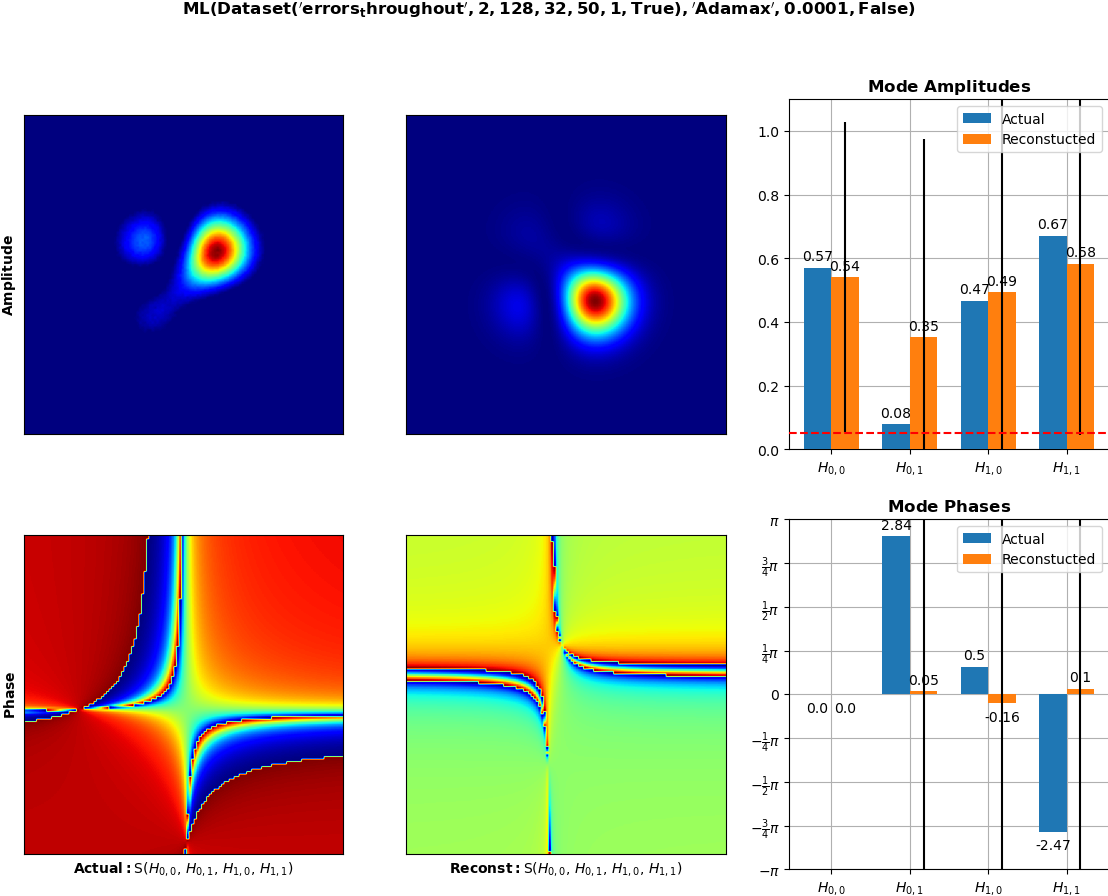 ML(Dataset('errors_throughout', 2, 128, 32, 50, 1, True), 'Adamax', 0.0001, False)
Amplitude
Mode Amplitudes
Actual
Reconstucted
1.0
0.8
0.6
0.4
0.2
0.0
0.57
0.54
0.08
0.35
0.47
0.49
0.67
0.58
H0,0
H0,1
H1,0
H1,1
Phase
Actual: S(H0,0, H0,1, H1,0, H1,1)
Reconst: S(H0,0, H0,1, H1,0, H1,1)
Mode Phases
Actual
Reconstucted
π
3/4π
1/2π
1/4π
0
−1/4π
−1/2π
−3/4π
−π
0.0
0.0
2.84
0.05
0.5
-0.16
-2.47
0.1
H0,0
H0,1
H1,0
H1,1